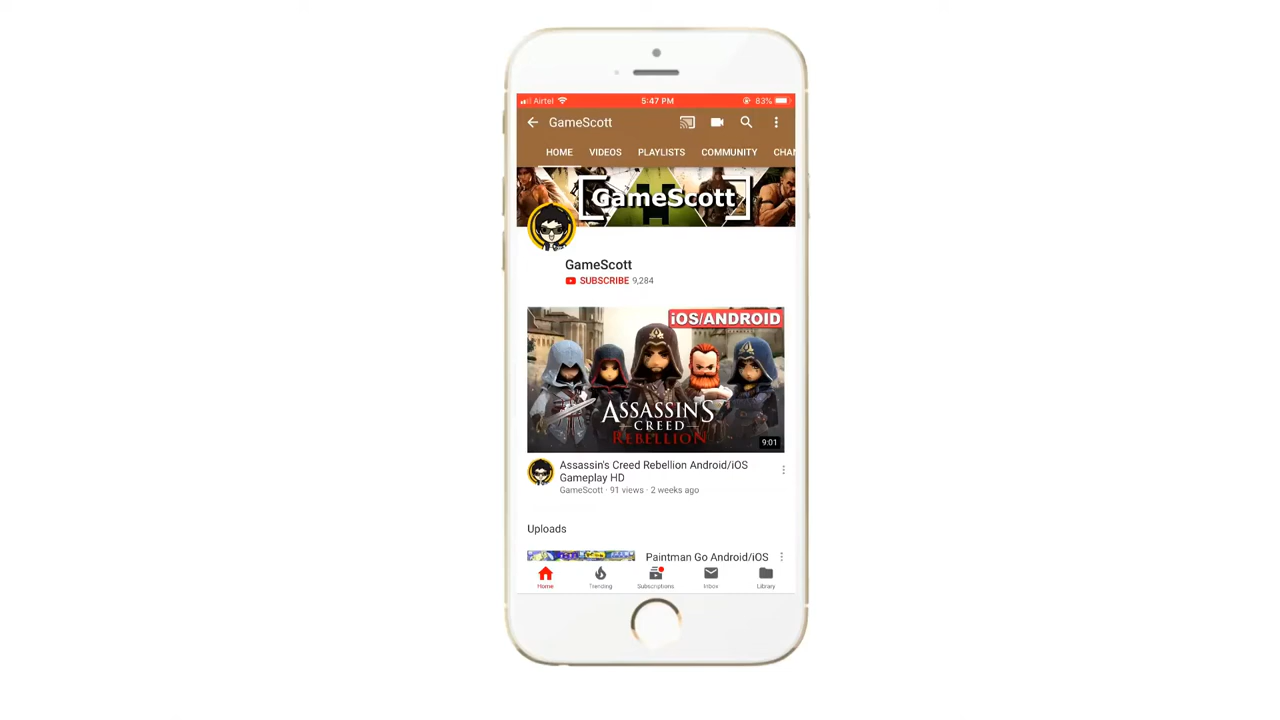 Airtel 5:47 PM 83%
GameScott
HOME VIDEOS PLAYLISTS COMMUNITY CHAN
GameScott
GameScott
SUBSCRIBE 9,284
iOS/ANDROID
ASSASSIN'S
CREED
REBELLION
9:01
Assassin's Creed Rebellion Android/iOS
Gameplay HD
GameScott · 91 views · 2 weeks ago
Uploads
Paintman Go Android/iOS
Home Trending Subscriptions Inbox Library